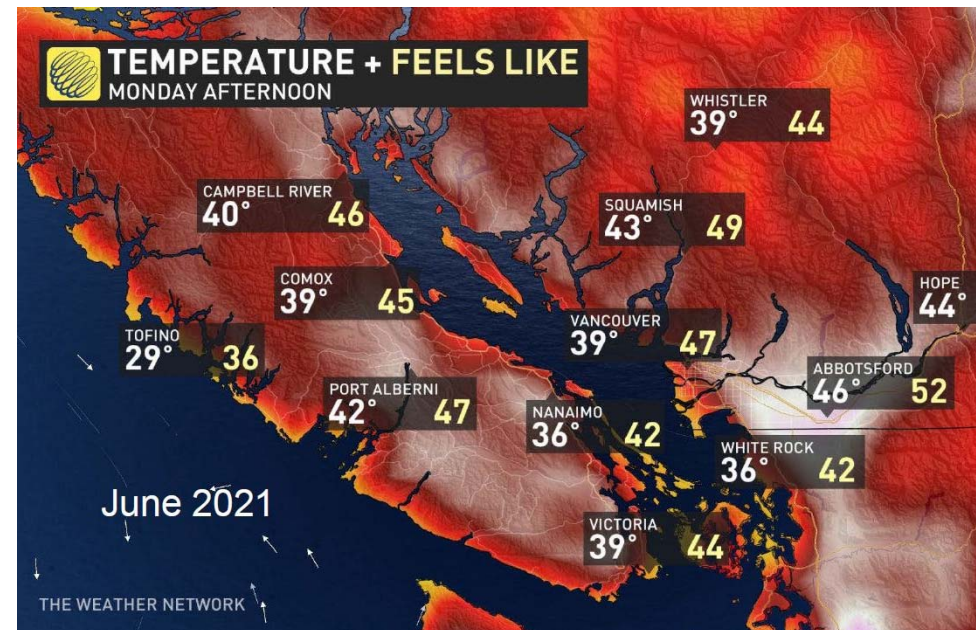 TEMPERATURE + FEELS LIKE
MONDAY AFTERNOON
WHISTLER
39° 44
CAMPBELL RIVER
40° 46
SQUAMISH
43° 49
COMOX
39° 45
HOPE
44°
TOFINO
29° 36
VANCOUVER
39° 47
ABBOTSFORD
46° 52
PORT ALBERNI
42° 47
NANAIMO
36° 42
WHITE ROCK
36° 42
June 2021
VICTORIA
39° 44
THE WEATHER NETWORK